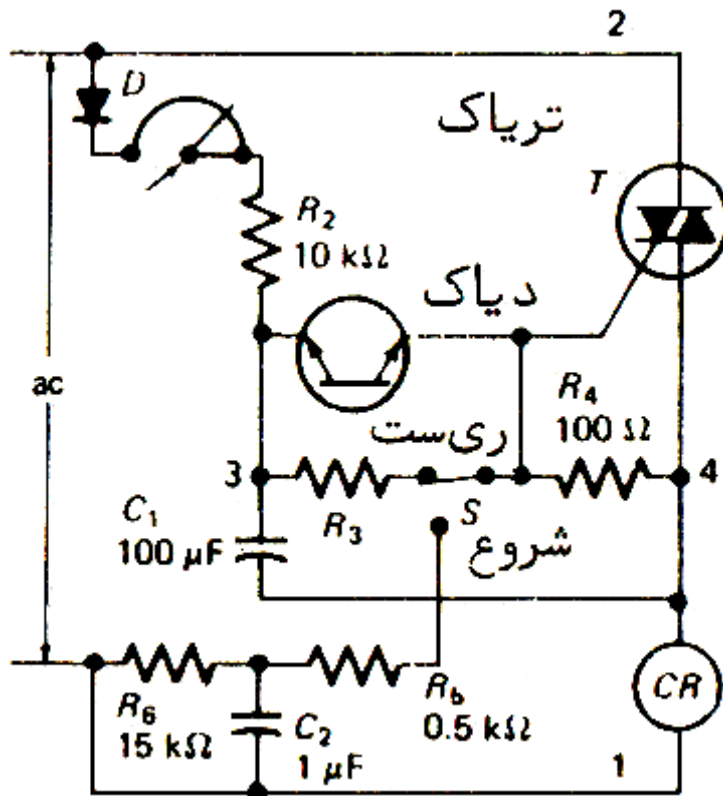 2
D
تریاک
T
R2
10 kΩ
دیاک
ac
R4
100 Ω
ری‌ست
3
4
C1
100 μF
R3
S
شروع
R6
15 kΩ
C2
1 μF
Rb
0.5 kΩ
CR
1